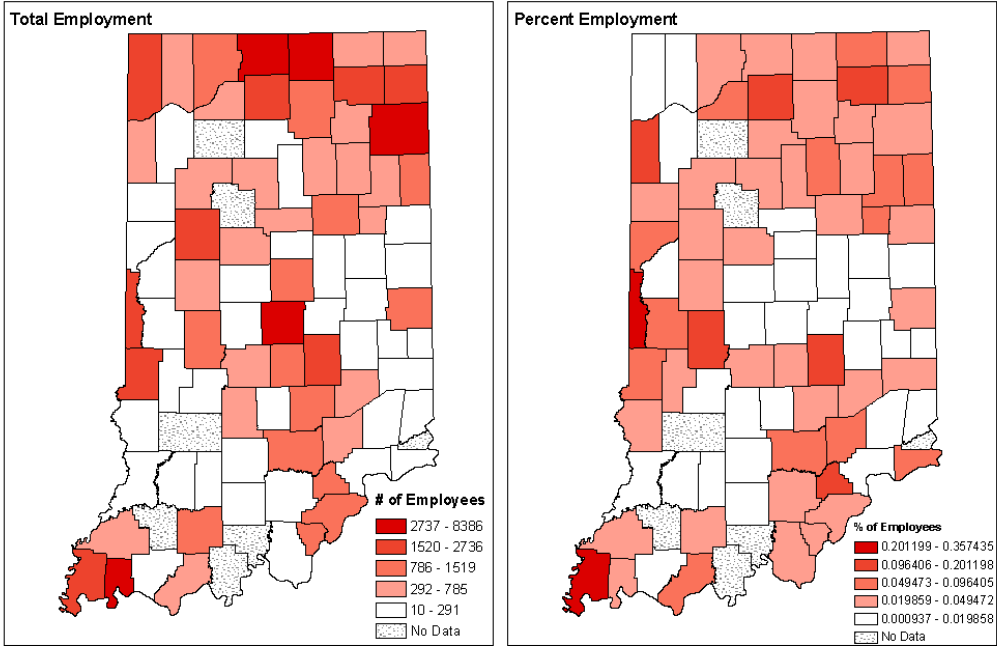 Total Employment
# of Employees
2737 - 8386
1520 - 2736
786 - 1519
292 - 785
10 - 291
No Data
Percent Employment
% of Employees
0.201199 - 0.357435
0.096406 - 0.201198
0.049473 - 0.096405
0.019859 - 0.049472
0.000937 - 0.019858
No Data